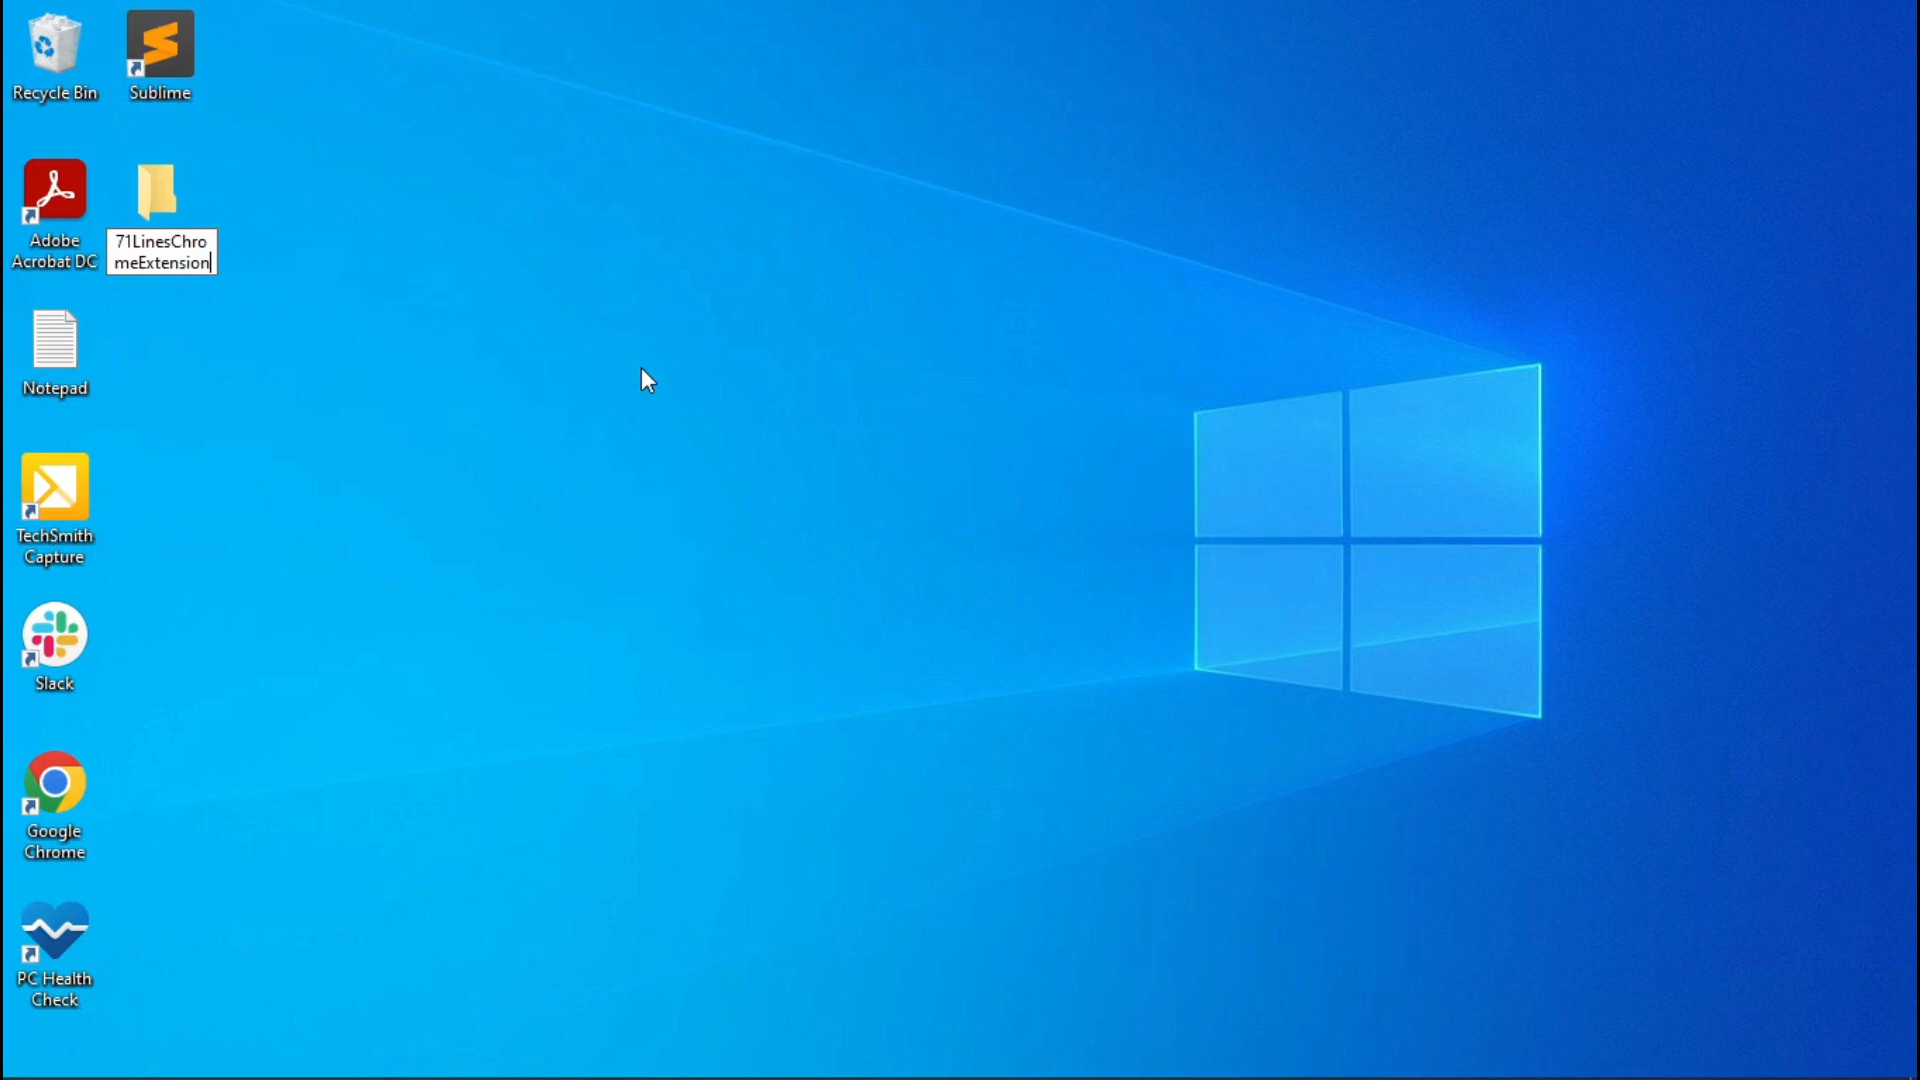 Recycle Bin
Sublime
Adobe
Acrobat DC
71LinesChro
meExtension
Notepad
TechSmith
Capture
Slack
Google
Chrome
PC Health
Check